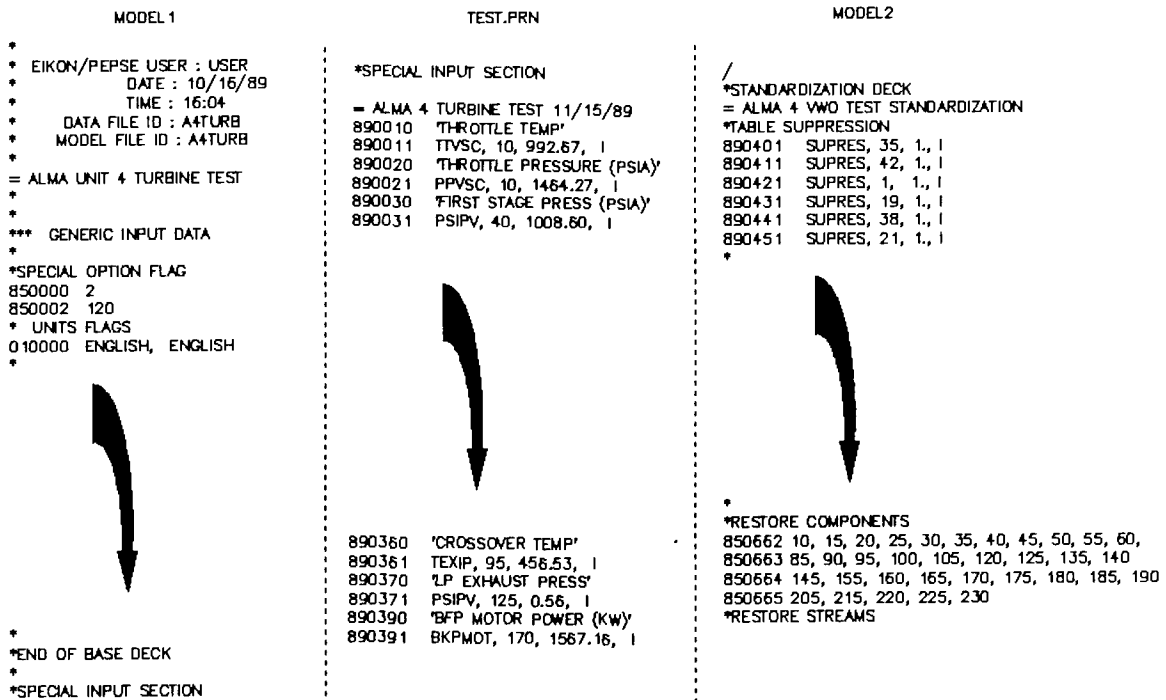 MODEL 1
*
* EIKON/PEPSE USER : USER
* DATE : 10/16/89
* TIME : 16:04
* DATA FILE ID : A4TURB
* MODEL FILE ID : A4TURB
*
= ALMA UNIT 4 TURBINE TEST
*
*
*** GENERIC INPUT DATA
*
*SPECIAL OPTION FLAG
850000 2
850002 120
* UNITS FLAGS
010000 ENGLISH, ENGLISH
*
*
*END OF BASE DECK
*
*SPECIAL INPUT SECTION
TEST.PRN
*SPECIAL INPUT SECTION
= ALMA 4 TURBINE TEST 11/15/89
890010 'THROTTLE TEMP'
890011 TTVSC, 10, 992.67, I
890020 'THROTTLE PRESSURE (PSIA)'
890021 PPVSC, 10, 1464.27, I
890030 'FIRST STAGE PRESS (PSIA)'
890031 PSIPV, 40, 1008.60, I
890360 'CROSSOVER TEMP'
890361 TEXIP, 95, 456.53, I
890370 'LP EXHAUST PRESS'
890371 PSIPV, 125, 0.56, I
890390 'BFP MOTOR POWER (KW)'
890391 BKPMOT, 170, 1567.16, I
MODEL2
/
*STANDARDIZATION DECK
= ALMA 4 VWO TEST STANDARDIZATION
*TABLE SUPPRESSION
890401 SUPRES, 35, 1., I
890411 SUPRES, 42, 1., I
890421 SUPRES, 1, 1., I
890431 SUPRES, 19, 1., I
890441 SUPRES, 38, 1., I
890451 SUPRES, 21, 1., I
*
*
*RESTORE COMPONENTS
850662 10, 15, 20, 25, 30, 35, 40, 45, 50, 55, 60,
850663 85, 90, 95, 100, 105, 120, 125, 135, 140
850664 145, 155, 160, 165, 170, 175, 180, 185, 190
850665 205, 215, 220, 225, 230
*RESTORE STREAMS